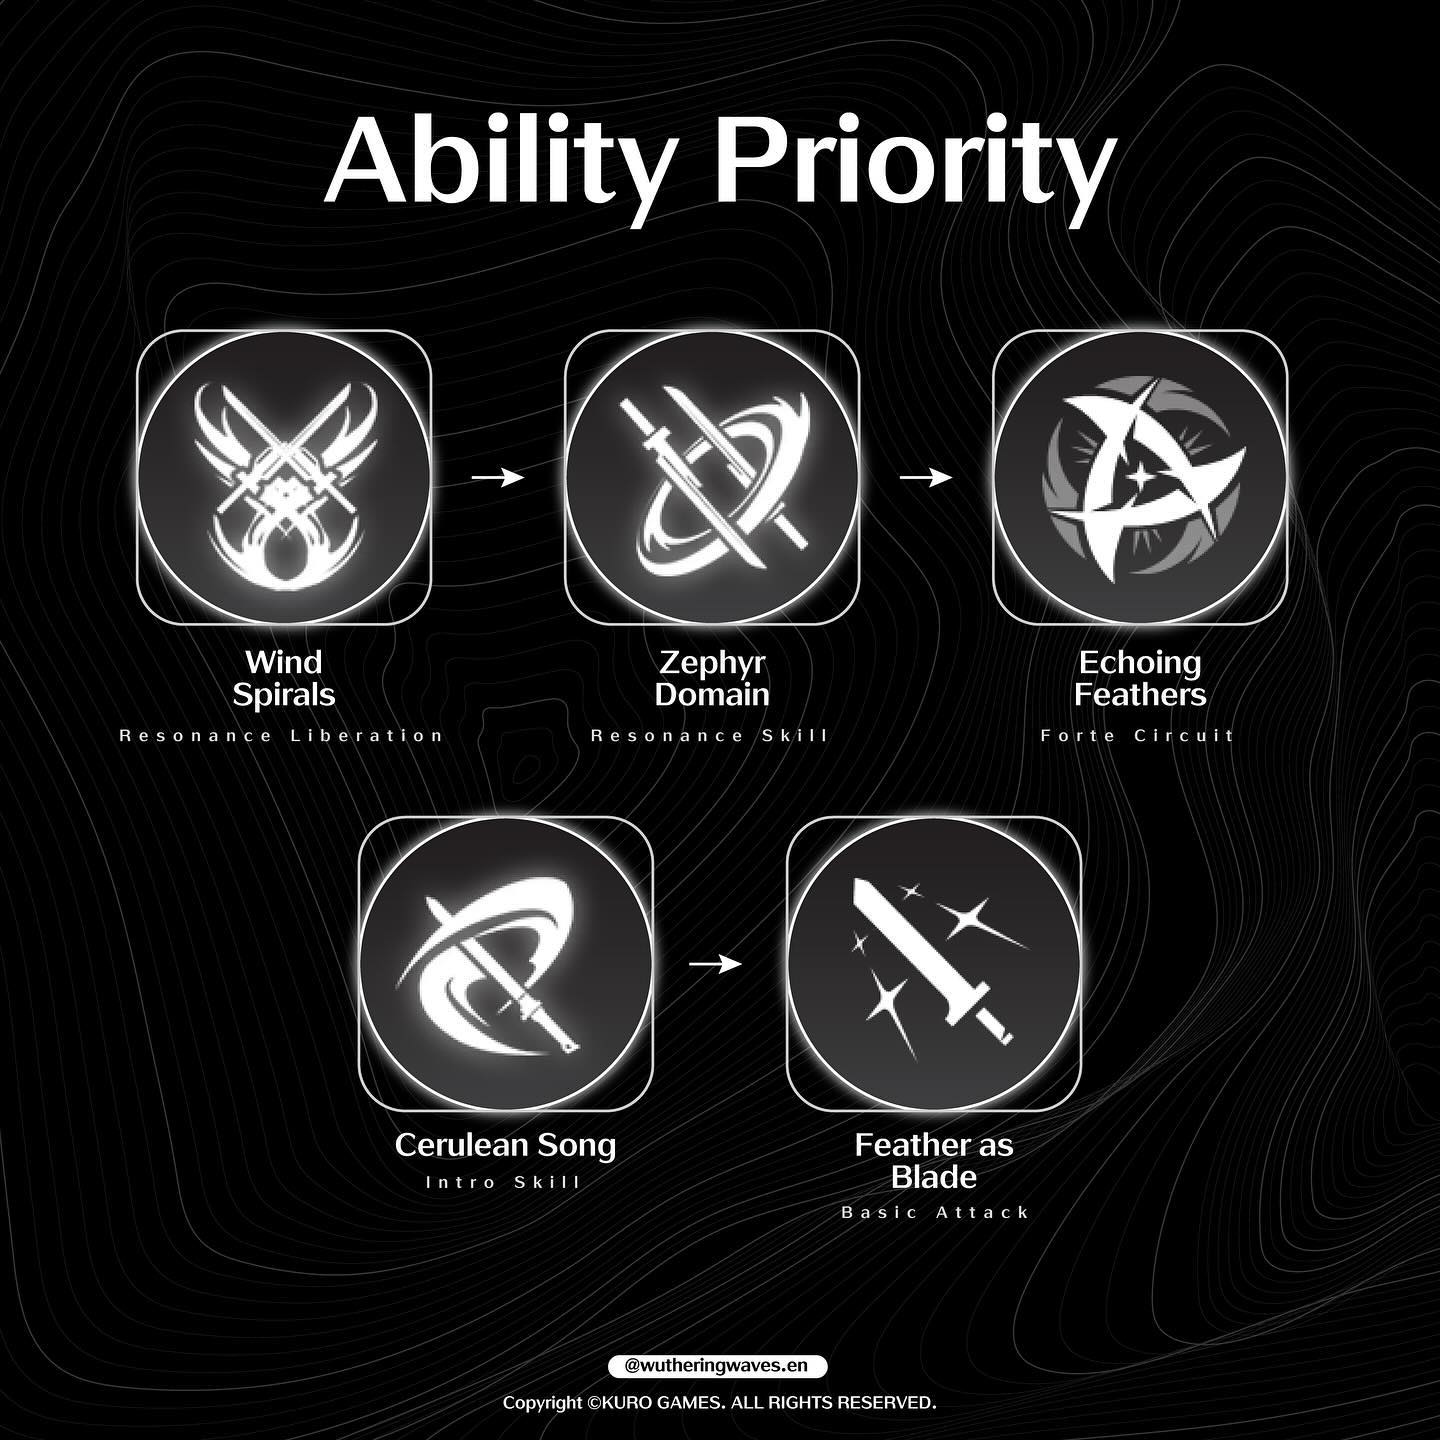 Ability Priority
Wind
Spirals
Resonance Liberation
Zephyr
Domain
Resonance Skill
Echoing
Feathers
Forte Circuit
Cerulean Song
Intro Skill
Feather as
Blade
Basic Attack
@wutheringwaves.en
Copyright ©KURO GAMES. ALL RIGHTS RESERVED.